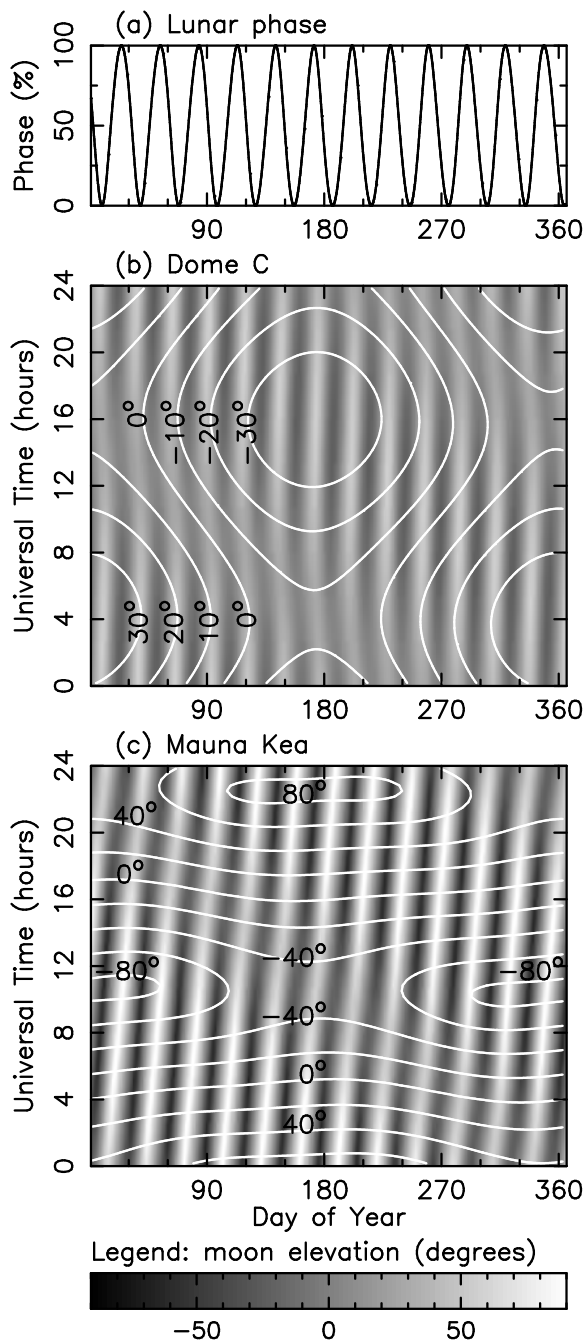 (a) Lunar phase
100
50
0
Phase (%)
90 180 270 360
(b) Dome C
24
20
16
12
8
4
0
Universal Time (hours)
0° −10° −20° −30°
30° 20° 10° 0°
90 180 270 360
(c) Mauna Kea
24
20
16
12
8
4
0
Universal Time (hours)
80°
40°
0°
−40°
−80° −80°
−40°
0°
40°
90 180 270 360
Day of Year
Legend: moon elevation (degrees)
−50 0 50